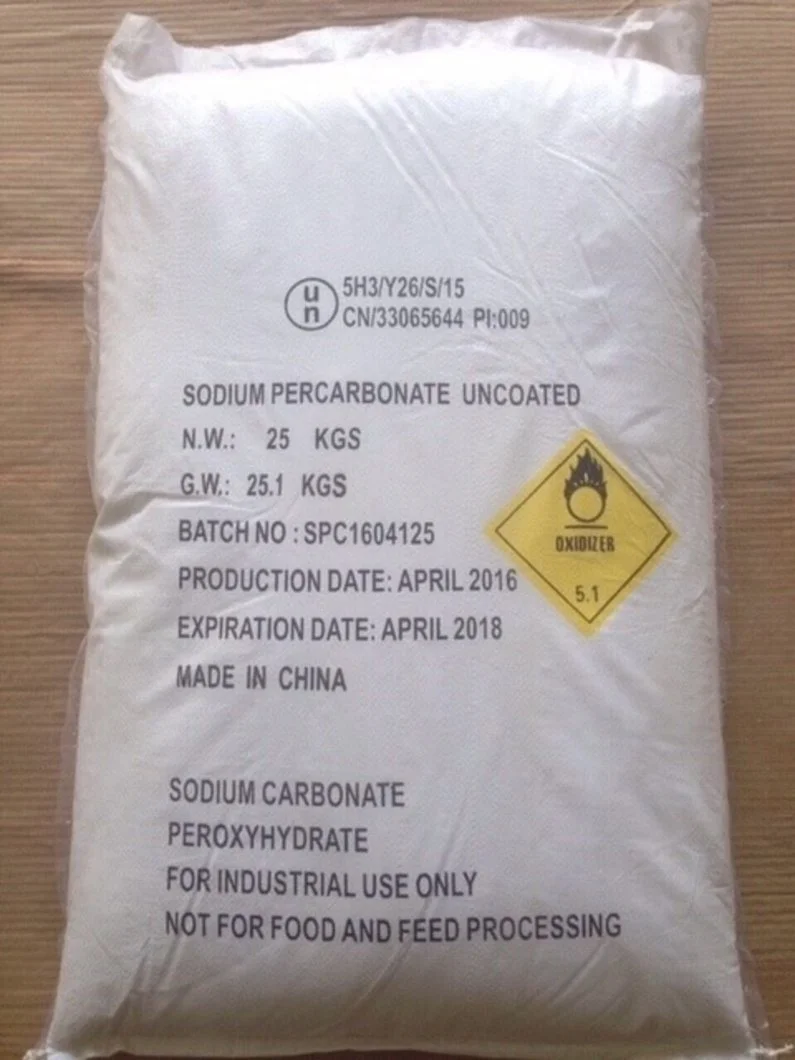 un
5H3/Y26/S/15
CN/33065644 PI:009
SODIUM PERCARBONATE UNCOATED
N.W.: 25 KGS
G.W.: 25.1 KGS
BATCH NO : SPC1604125
PRODUCTION DATE: APRIL 2016
EXPIRATION DATE: APRIL 2018
MADE IN CHINA
OXIDIZER
5.1
SODIUM CARBONATE
PEROXYHYDRATE
FOR INDUSTRIAL USE ONLY
NOT FOR FOOD AND FEED PROCESSING